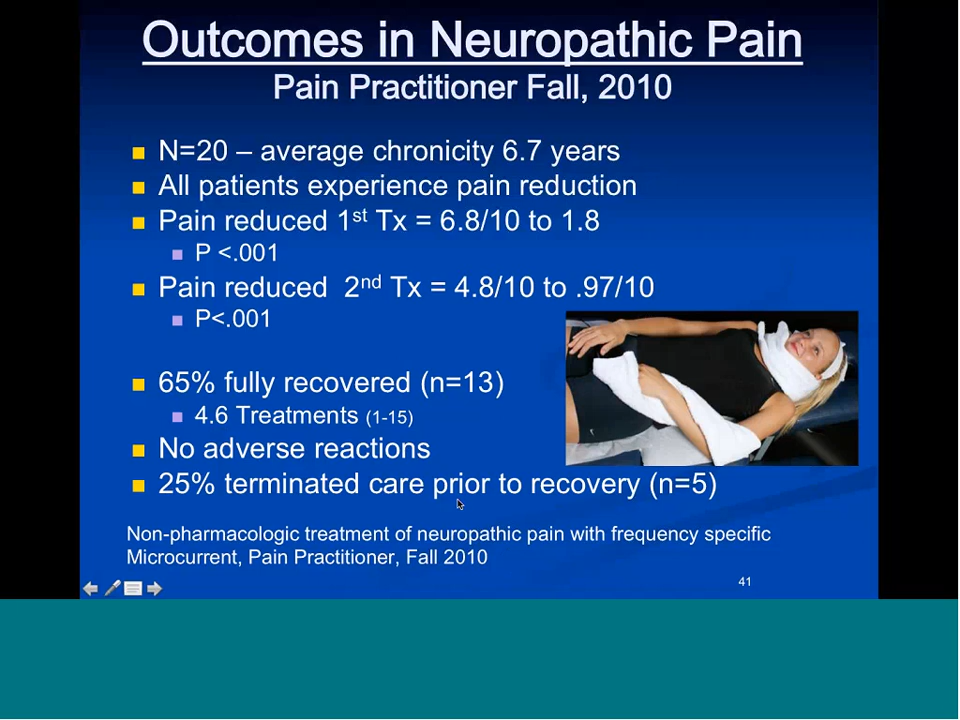 Outcomes in Neuropathic Pain
Pain Practitioner Fall, 2010
N=20 – average chronicity 6.7 years
All patients experience pain reduction
Pain reduced 1st Tx = 6.8/10 to 1.8
P <.001
Pain reduced 2nd Tx = 4.8/10 to .97/10
P<.001
65% fully recovered (n=13)
4.6 Treatments (1-15)
No adverse reactions
25% terminated care prior to recovery (n=5)
Non-pharmacologic treatment of neuropathic pain with frequency specific
Microcurrent, Pain Practitioner, Fall 2010
41